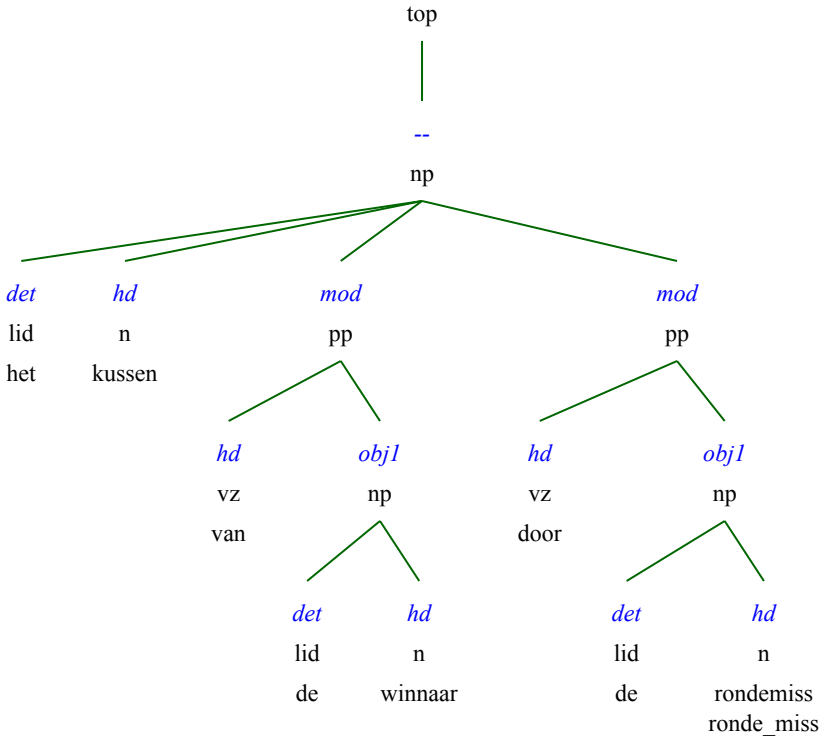 top
--
np
det hd mod mod
lid n pp pp
het kussen
hd obj1 hd obj1
vz np vz np
van door
det hd det hd
lid n lid n
de winnaar de rondemiss
ronde_miss